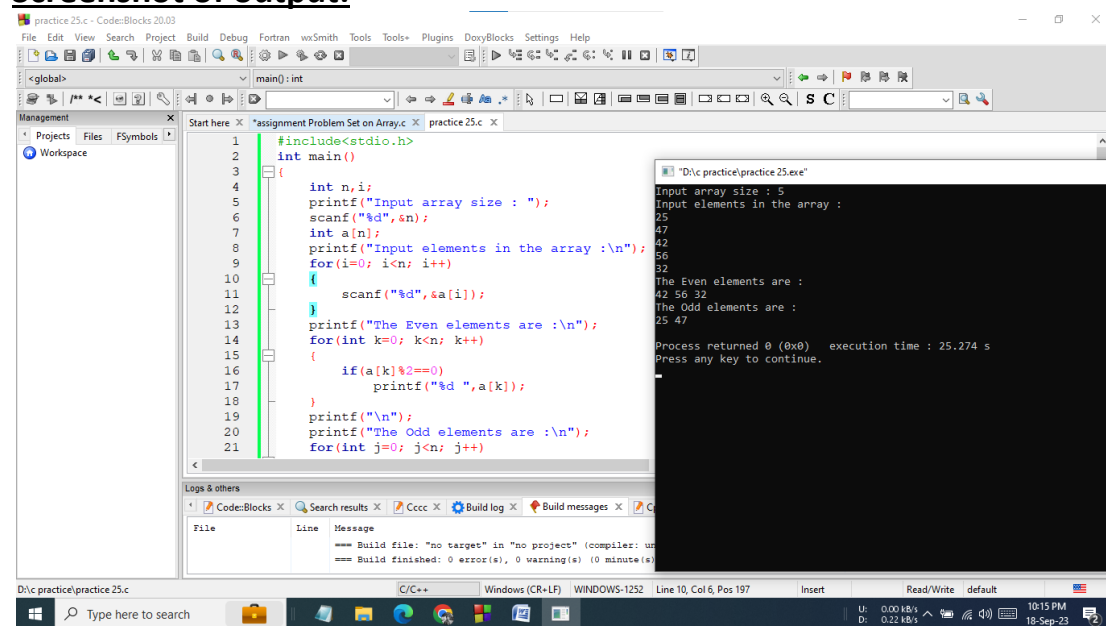 Screenshot of output:
practice 25.c - Code::Blocks 20.03
File Edit View Search Project Build Debug Fortran wxSmith Tools Tools+ Plugins DoxyBlocks Settings Help
<global>
main() : int
/** *<
.*
S C
Management
Projects Files FSymbols
Workspace
Start here *assignment Problem Set on Array.c practice 25.c
1 #include<stdio.h>
2 int main()
3 {
4 int n,i;
5 printf("Input array size : ");
6 scanf("%d",&n);
7 int a[n];
8 printf("Input elements in the array :\n");
9 for(i=0; i<n; i++)
10 {
11 scanf("%d",&a[i]);
12 }
13 printf("The Even elements are :\n");
14 for(int k=0; k<n; k++)
15 {
16 if(a[k]%2==0)
17 printf("%d ",a[k]);
18 }
19 printf("\n");
20 printf("The Odd elements are :\n");
21 for(int j=0; j<n; j++)
"D:\c practice\practice 25.exe"
Input array size : 5
Input elements in the array :
25
47
42
56
32
The Even elements are :
42 56 32
The Odd elements are :
25 47
Process returned 0 (0x0) execution time : 25.274 s
Press any key to continue.
Logs & others
Code::Blocks Search results Cccc Build log Build messages
File Line Message
=== Build file: "no target" in "no project" (compiler:
=== Build finished: 0 error(s), 0 warning(s) (0 minute(s)
D:\c practice\practice 25.c C/C++ Windows (CR+LF) WINDOWS-1252 Line 10, Col 6, Pos 197 Insert Read/Write default
Type here to search
U: 0.00 kB/s
D: 0.22 kB/s
10:15 PM
18-Sep-23
2